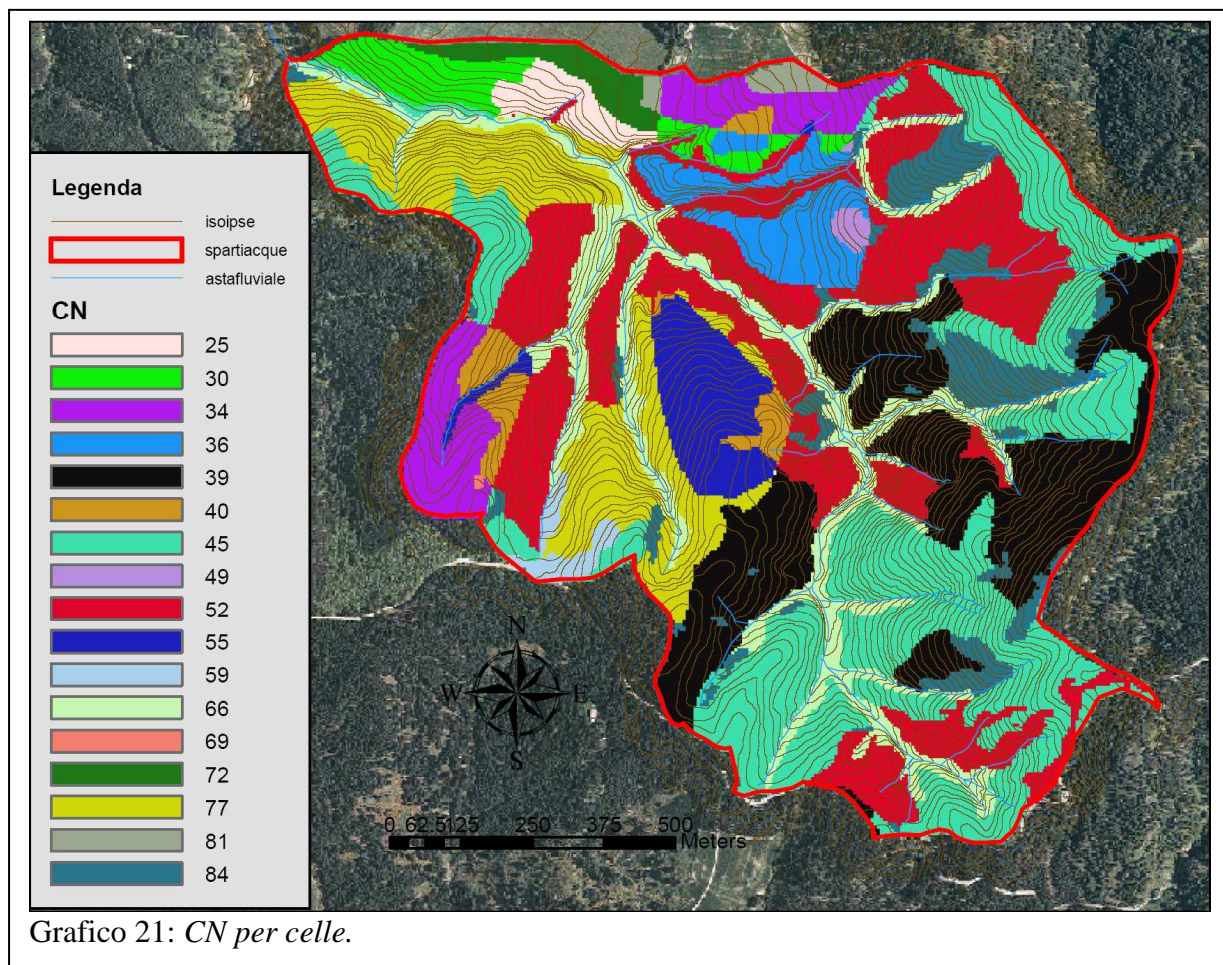 Legenda
isoipse
spartiacque
astafluviale
CN
25
30
34
36
39
40
45
49
52
55
59
66
69
72
77
81
84
N
W E
S
0 62.5125 250 375 500
Meters
Grafico 21: CN per celle.